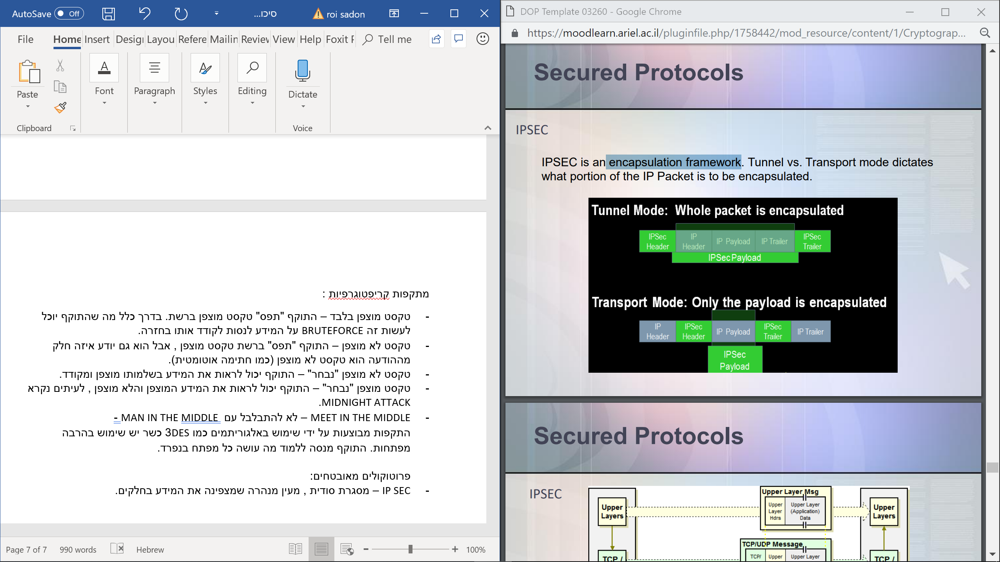 AutoSave Off
סיכו...
roi sadon
File Home Insert Layou Refere Mailin View Help Foxit Tell me
Paste
Font
Paragraph
Styles
Editing
Dictate
Clipboard
Voice
מתקפות קריפטוגרפיות :
- טקסט מוצפן בלבד – התוקף "תפס" טקסט מוצפן ברשת. בדרך כלל מה שהתוקף יוכל
לעשות זה BRUTEFORCE על המידע לנסות לקודד אותו בחזרה.
- טקסט לא מוצפן – התוקף "תפס" ברשת טקסט מוצפן , אבל הוא גם יודע איזה חלק
מההודעה הוא טקסט לא מוצפן (כמו חתימה אוטומטית).
- טקסט לא מוצפן "נבחר" – התוקף יכול לראות את המידע בשלמותו מוצפן ומקודד.
- טקסט מוצפן "נבחר" – התוקף יכול לראות את המידע המוצפן והלא מוצפן , לעיתים נקרא
MIDNIGHT ATTACK.
- MEET IN THE MIDDLE – לא להתבלבל עם MAN IN THE MIDDLE -
התקפות מבוצעות על ידי שימוש באלגוריתמים כמו 3DES כשר יש שימוש בהרבה
מפתחות. התוקף מנסה ללמוד מה עושה כל מפתח בנפרד.
פרוטוקולים מאובטחים:
- IP SEC – מסגרת סודית , מעין מנהרה שמצפינה את המידע בחלקים.
Page 7 of 7 990 words Hebrew 100%
DOP Template 03260 - Google Chrome
https://moodlearn.ariel.ac.il/pluginfile.php/1758442/mod_resource/content/1/Cryptograp...
Secured Protocols
IPSEC
IPSEC is an encapsulation framework. Tunnel vs. Transport mode dictates
what portion of the IP Packet is to be encapsulated.
Tunnel Mode: Whole packet is encapsulated
IPSec Header
IP Header
IP Payload
IP Trailer
IPSec Trailer
IPSec Payload
Transport Mode: Only the payload is encapsulated
IP Header
IPSec Header
IP Payload
IPSec Trailer
IP Trailer
IPSec Payload
Secured Protocols
IPSEC
Upper Layers
Upper Layer Msg
Upper Layer Hdrs
Upper Layer (Application) Data
Upper Layers
TCP/UDP Message
TCP /
TCP/
Upper
Upper Layer
TCP /